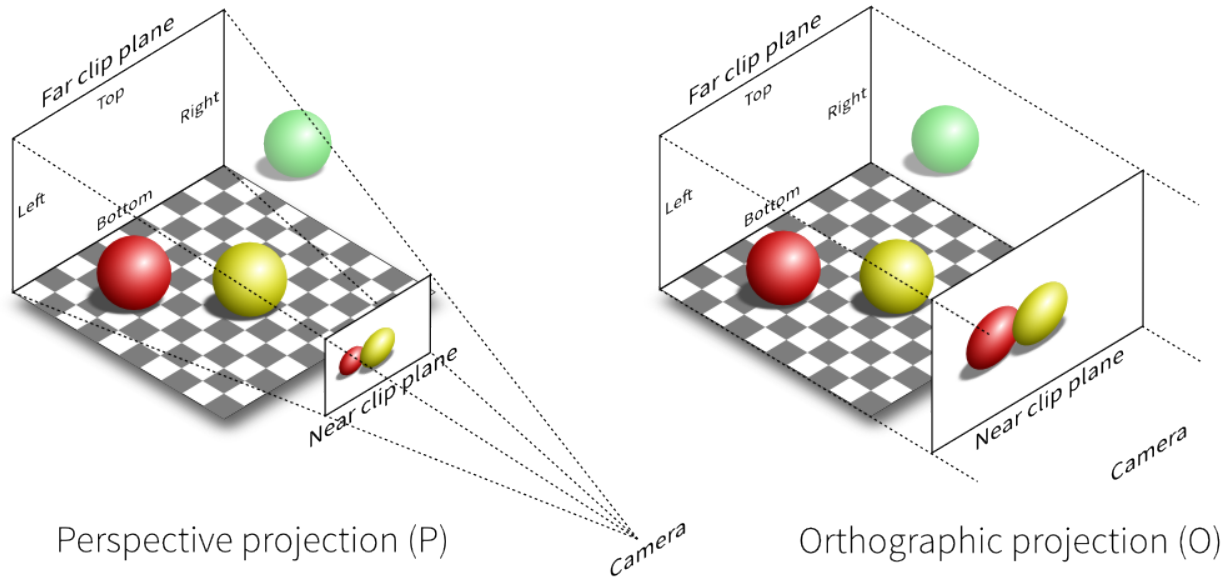 Far clip plane
Top
Right
Left
Bottom
Near clip plane
Camera
Perspective projection (P)
Far clip plane
Top
Right
Left
Bottom
Near clip plane
Camera
Orthographic projection (O)